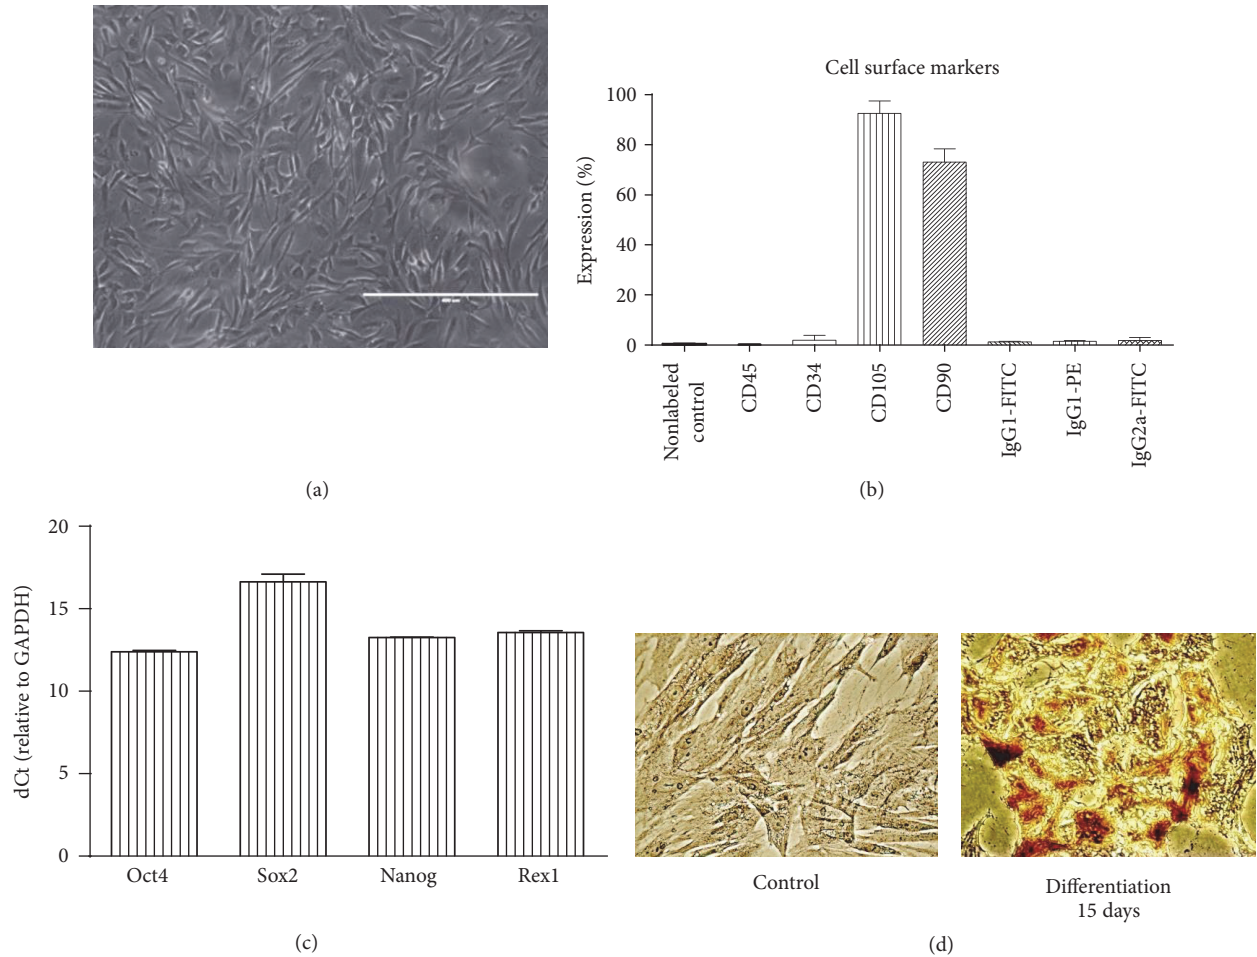 Cell surface markers
Expression (%)
100
80
60
40
20
0
Nonlabeled
control
CD45
CD34
CD105
CD90
IgG1-FITC
IgG1-PE
IgG2a-FITC
(a)
(b)
dCt (relative to GAPDH)
20
15
10
5
0
Oct4
Sox2
Nanog
Rex1
(c)
Control
Differentiation
15 days
(d)